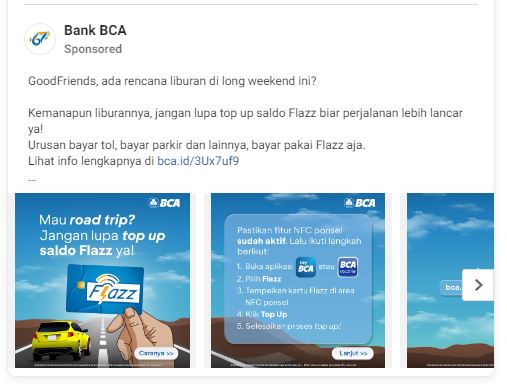 67
Bank BCA
Sponsored
GoodFriends, ada rencana liburan di long weekend ini?
Kemanapun liburannya, jangan lupa top up saldo Flazz biar perjalanan lebih lancar
ya!
Urusan bayar tol, bayar parkir dan lainnya, bayar pakai Flazz aja.
Lihat info lengkapnya di bca.id/3Ux7uf9
...
BCA
Mau road trip?
Jangan lupa top up
saldo Flazz ya!
Flazz
Caranya >>
BCA
Pastikan fitur NFC ponsel
sudah aktif. Lalu ikuti langkah
berikut:
1. Buka aplikasi my BCA atau BCA mobile
2. Pilih Flazz
3. Tempelkan kartu Flazz di area
NFC ponsel
4. Klik Top Up
5. Selesaikan proses top up!
Lanjut >>
bca.